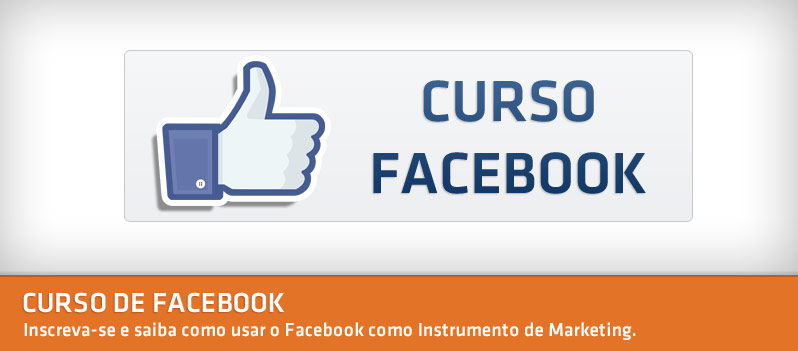 CURSO
FACEBOOK
CURSO DE FACEBOOK
Inscreva-se e saiba como usar o Facebook como Instrumento de Marketing.